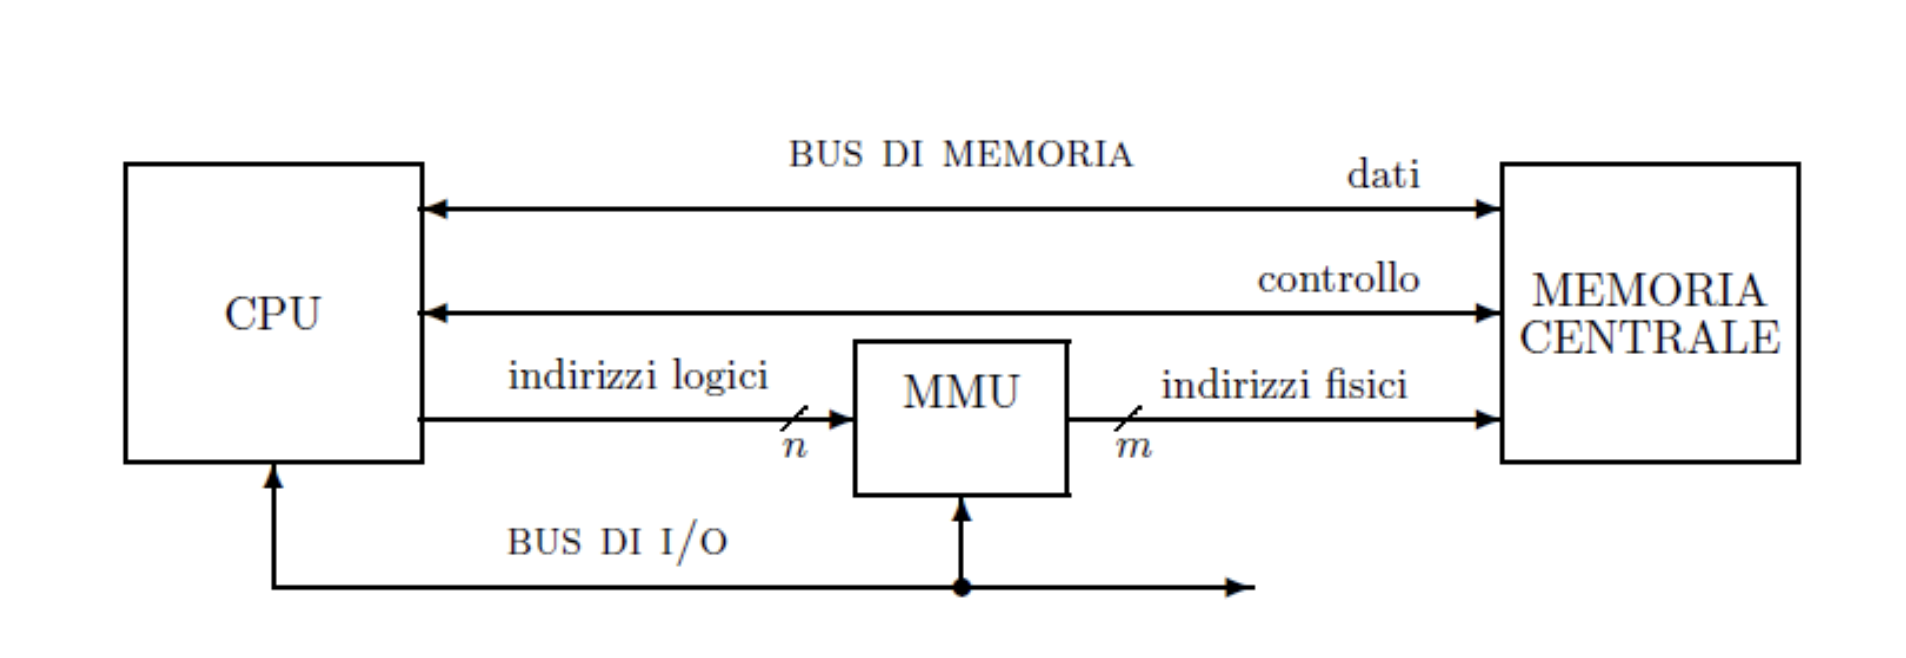 BUS DI MEMORIA
dati
controllo
CPU
MEMORIA
CENTRALE
indirizzi logici
MMU
indirizzi fisici
n
m
BUS DI I/O